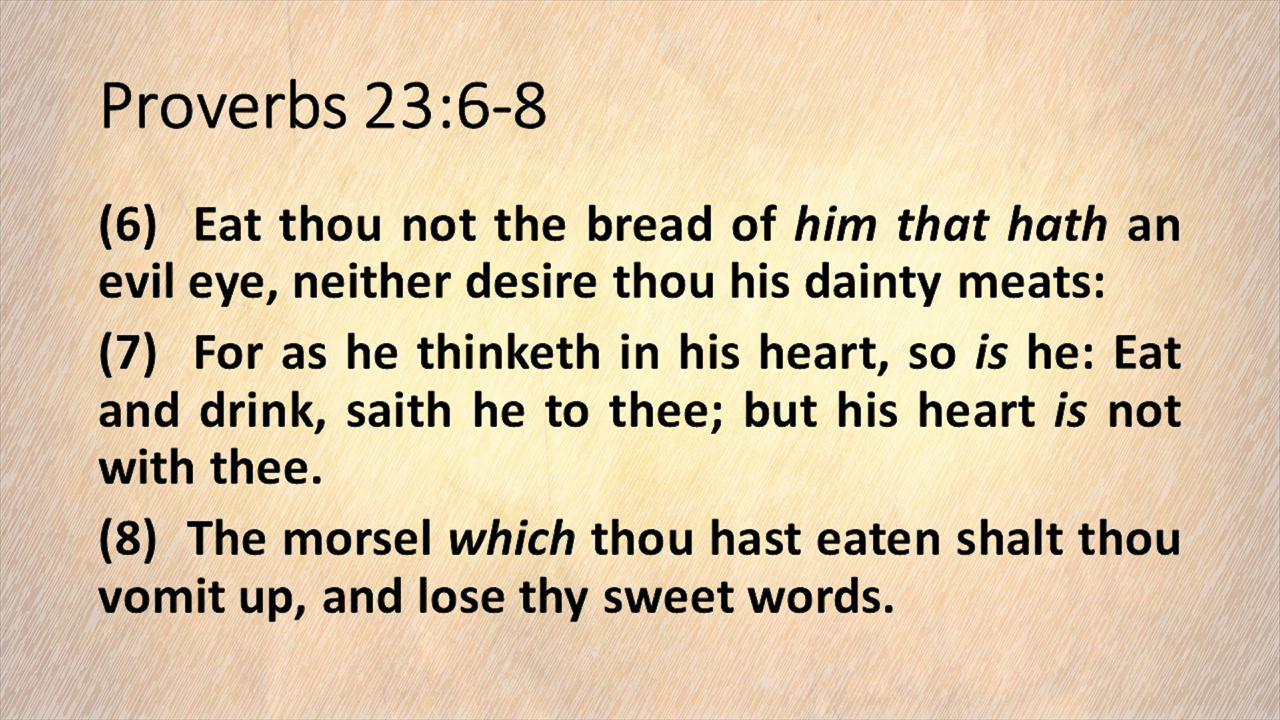 Proverbs 23:6-8
(6) Eat thou not the bread of him that hath an
evil eye, neither desire thou his dainty meats:
(7) For as he thinketh in his heart, so is he: Eat
and drink, saith he to thee; but his heart is not
with thee.
(8) The morsel which thou hast eaten shalt thou
vomit up, and lose thy sweet words.